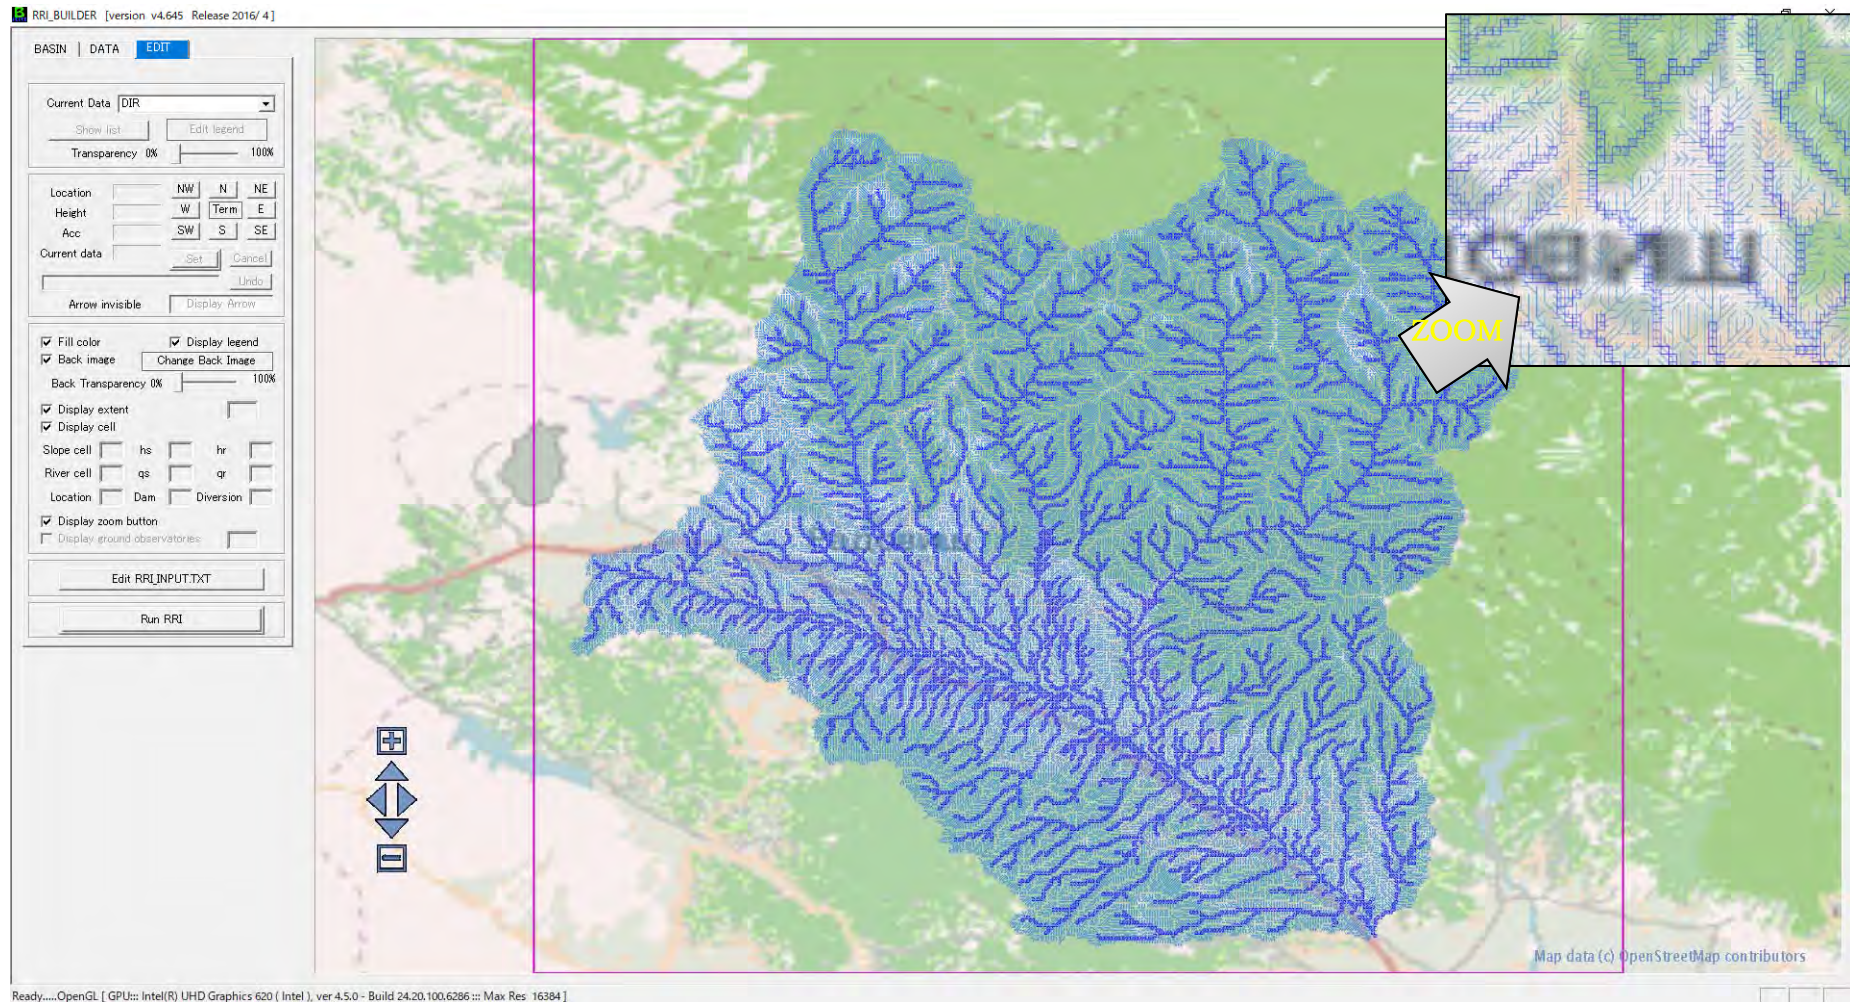 RRI_BUILDER [version v4.645 Release 2016/ 4]
BASIN | DATA EDIT
Current Data DIR
Show list Edit legend
Transparency 0% 100%
Location NW N NE
Height W Term E
Acc SW S SE
Current data Set Cancel
Undo
Arrow invisible Display Arrow
Fill color Display legend
Back image Change Back Image
Back Transparency 0% 100%
Display extent
Display cell
Slope cell hs hr
River cell qs qr
Location Dam Diversion
Display zoom button
Display ground observatories
Edit RRI_INPUT.TXT
Run RRI
ZOOM
Map data (c) OpenStreetMap contributors
Ready.....OpenGL [ GPU::: Intel(R) UHD Graphics 620 ( Intel ), ver 4.5.0 - Build 24.20.100.6286 ::: Max Res 16384 ]